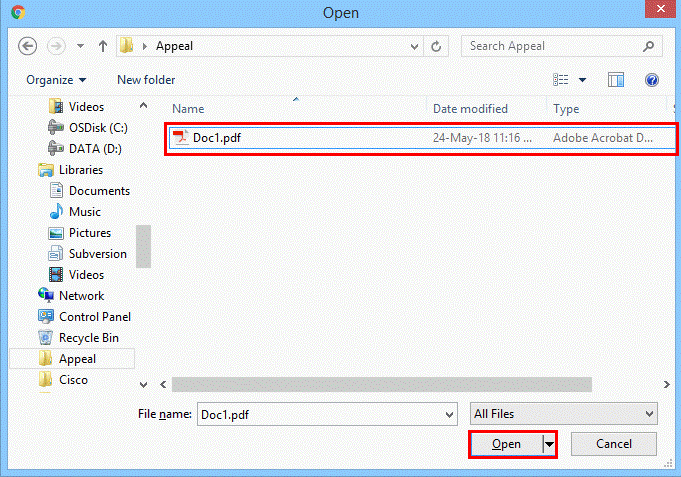 Open
Appeal
Search Appeal
Organize
New folder
Name
Date modified
Type
Videos
OSDisk (C:)
DATA (D:)
Libraries
Documents
Music
Pictures
Subversion
Videos
Network
Control Panel
Recycle Bin
Appeal
Cisco
Doc1.pdf
24-May-18 11:16 ...
Adobe Acrobat D...
File name:
Doc1.pdf
All Files
Open
Cancel